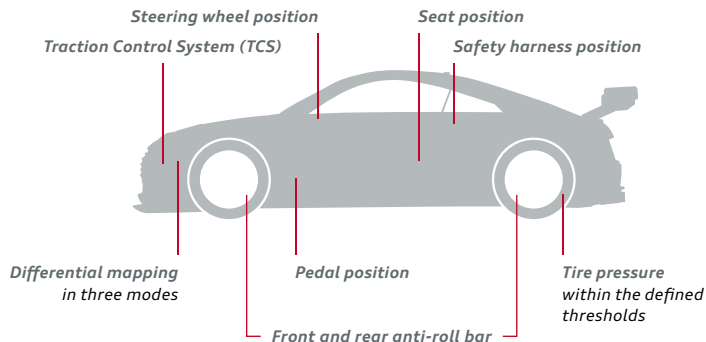 Steering wheel position
Seat position
Traction Control System (TCS)
Safety harness position
Differential mapping
in three modes
Pedal position
Tire pressure
within the defined
thresholds
Front and rear anti-roll bar